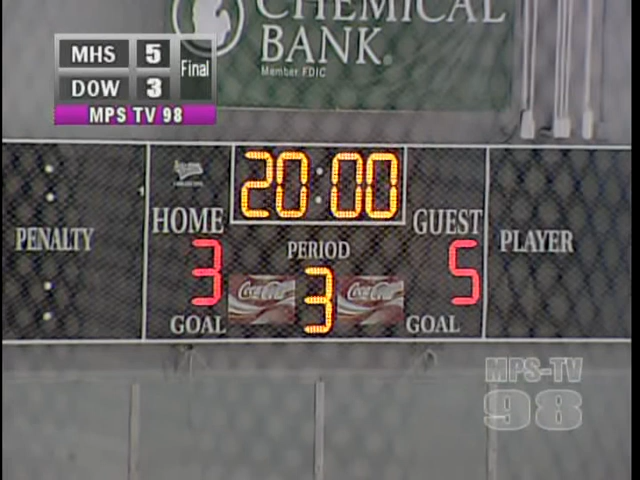 CHEMICAL
BANK.
Member FDIC
MHS 5
DOW 3
Final
MPS TV 98
20:00
HOME
GUEST
PENALTY
PERIOD
PLAYER
3
3
5
Coca-Cola
Coca-Cola
GOAL
GOAL
MPS-TV
98